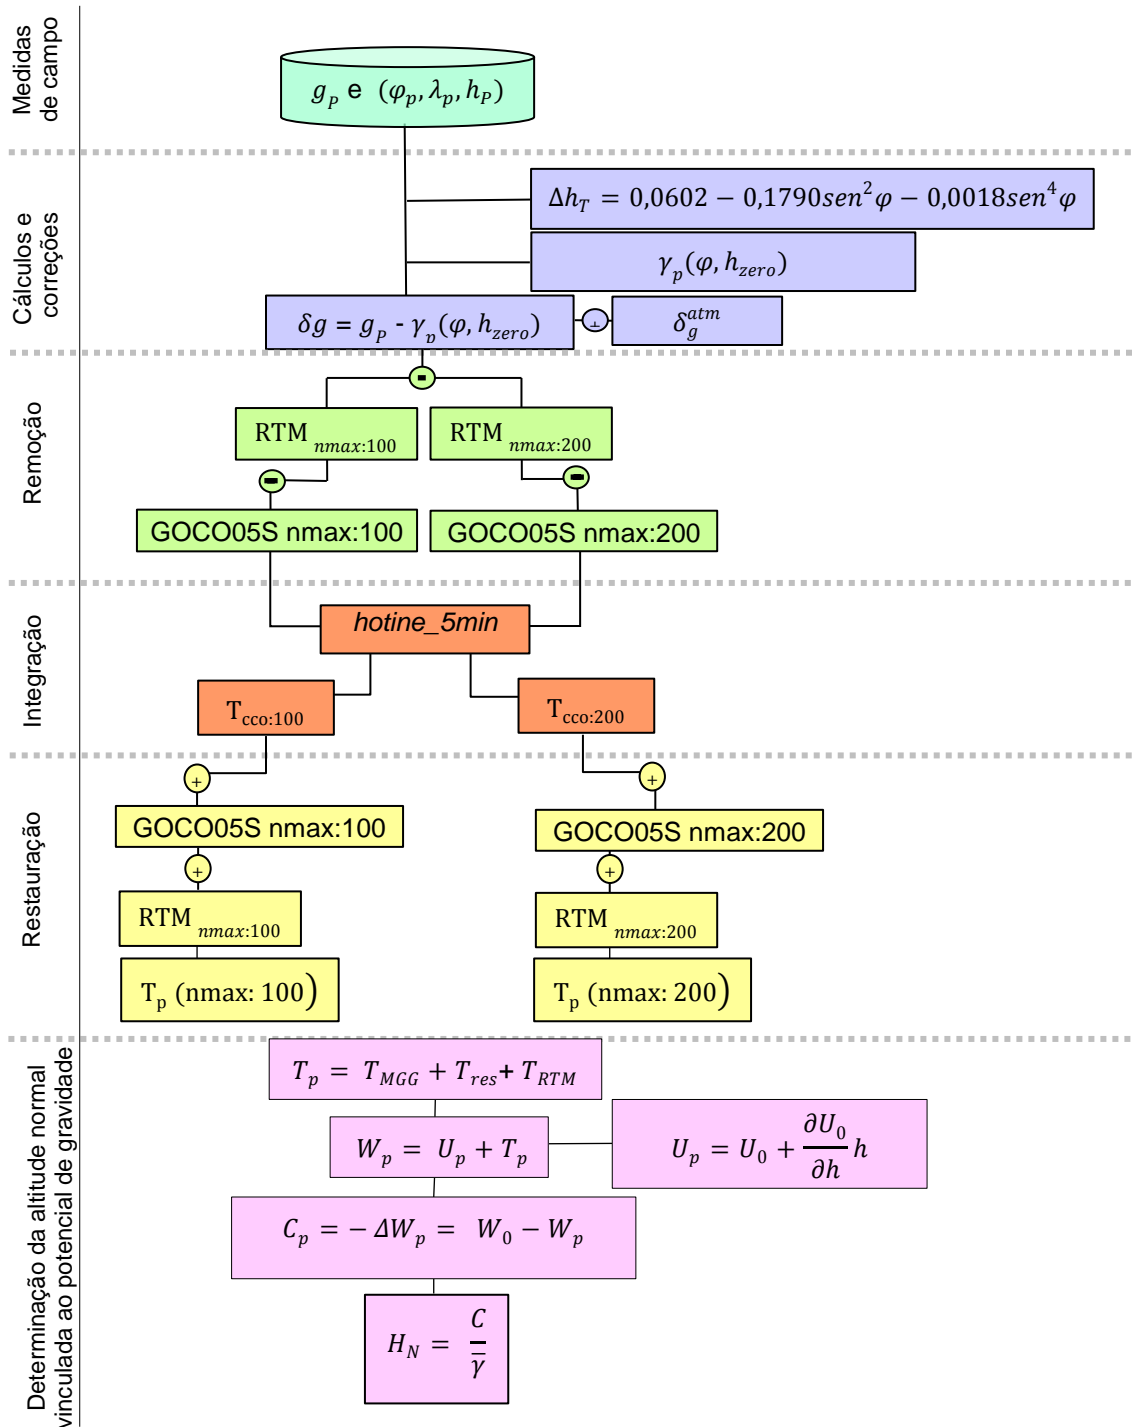 Medidas
de campo
g_P e (φ_p, λ_p, h_P)
Cálculos e
correções
Δh_T = 0,0602 − 0,1790sen²φ − 0,0018sen⁴φ
γ_p(φ, h_zero)
δg = g_P - γ_p(φ, h_zero)
+
δ_g^atm
Remoção
-
RTM nmax:100
RTM nmax:200
-
-
GOCO05S nmax:100
GOCO05S nmax:200
Integração
hotine_5min
T_cco:100
T_cco:200
Restauração
+
+
GOCO05S nmax:100
GOCO05S nmax:200
+
+
RTM nmax:100
RTM nmax:200
T_p (nmax: 100)
T_p (nmax: 200)
Determinação da altitude normal
vinculada ao potencial de gravidade
T_p = T_MGG + T_res + T_RTM
W_p = U_p + T_p
U_p = U_0 + ∂U_0/∂h h
C_p = − ΔW_p = W_0 − W_p
H_N = C/γ̅